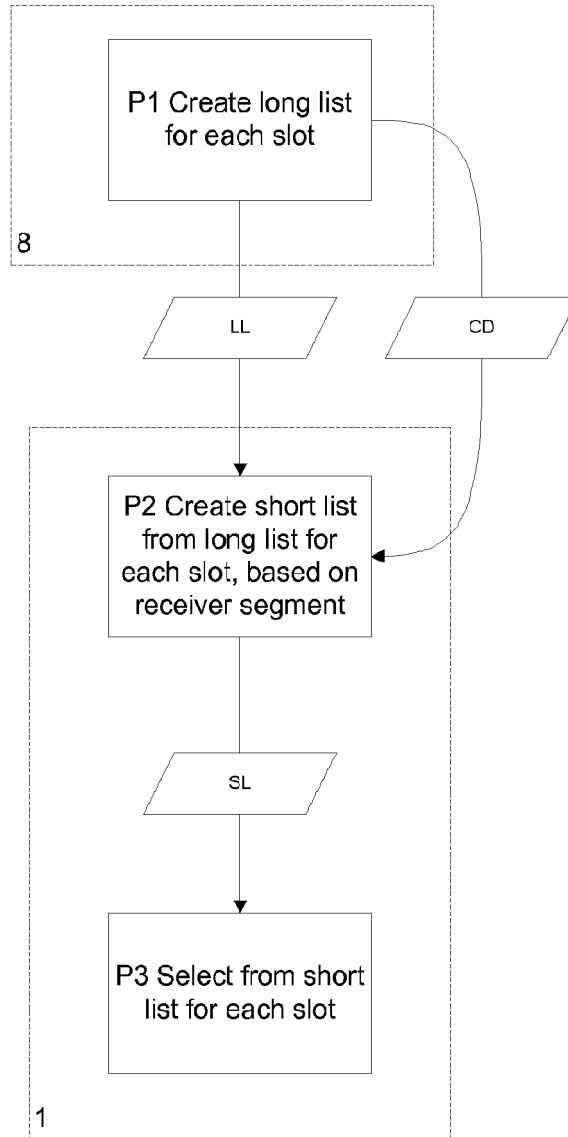 P1 Create long list
for each slot
8
LL
CD
P2 Create short list
from long list for
each slot, based on
receiver segment
SL
P3 Select from short
list for each slot
1